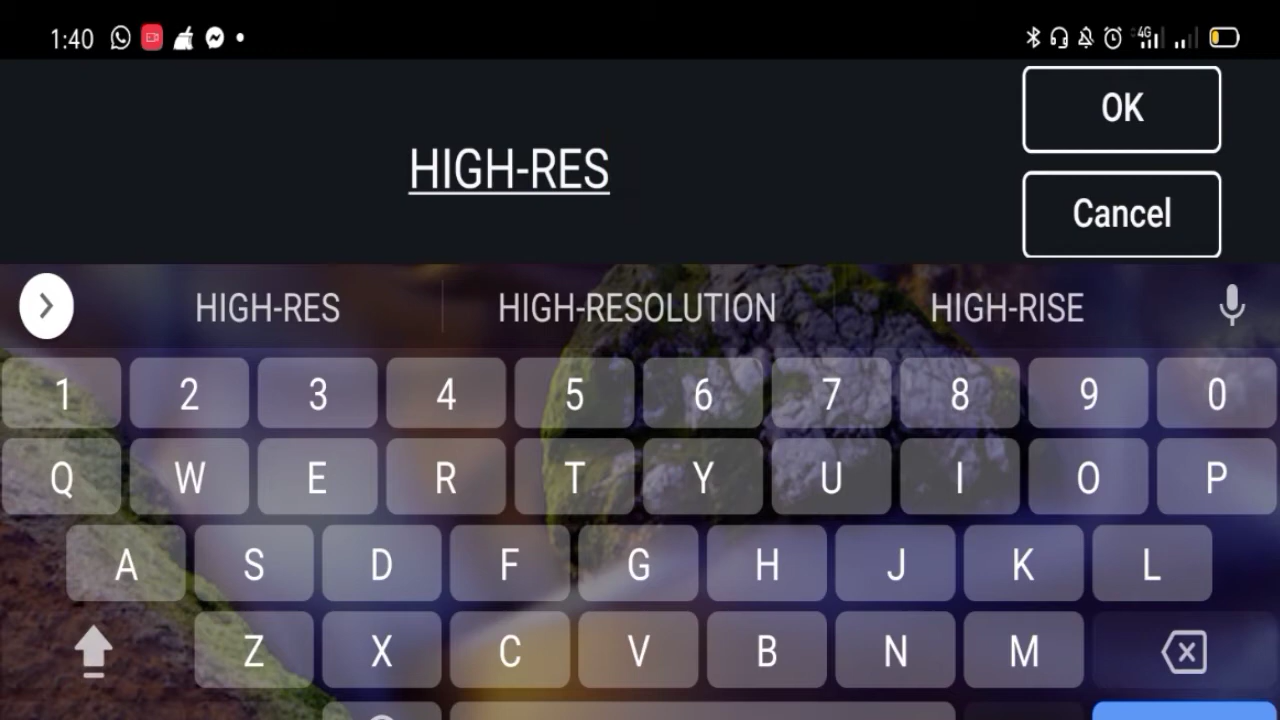 1:40 4G
OK
HIGH-RES
Cancel
HIGH-RES HIGH-RESOLUTION HIGH-RISE
1 2 3 4 5 6 7 8 9 0
Q W E R T Y U I O P
A S D F G H J K L
Z X C V B N M